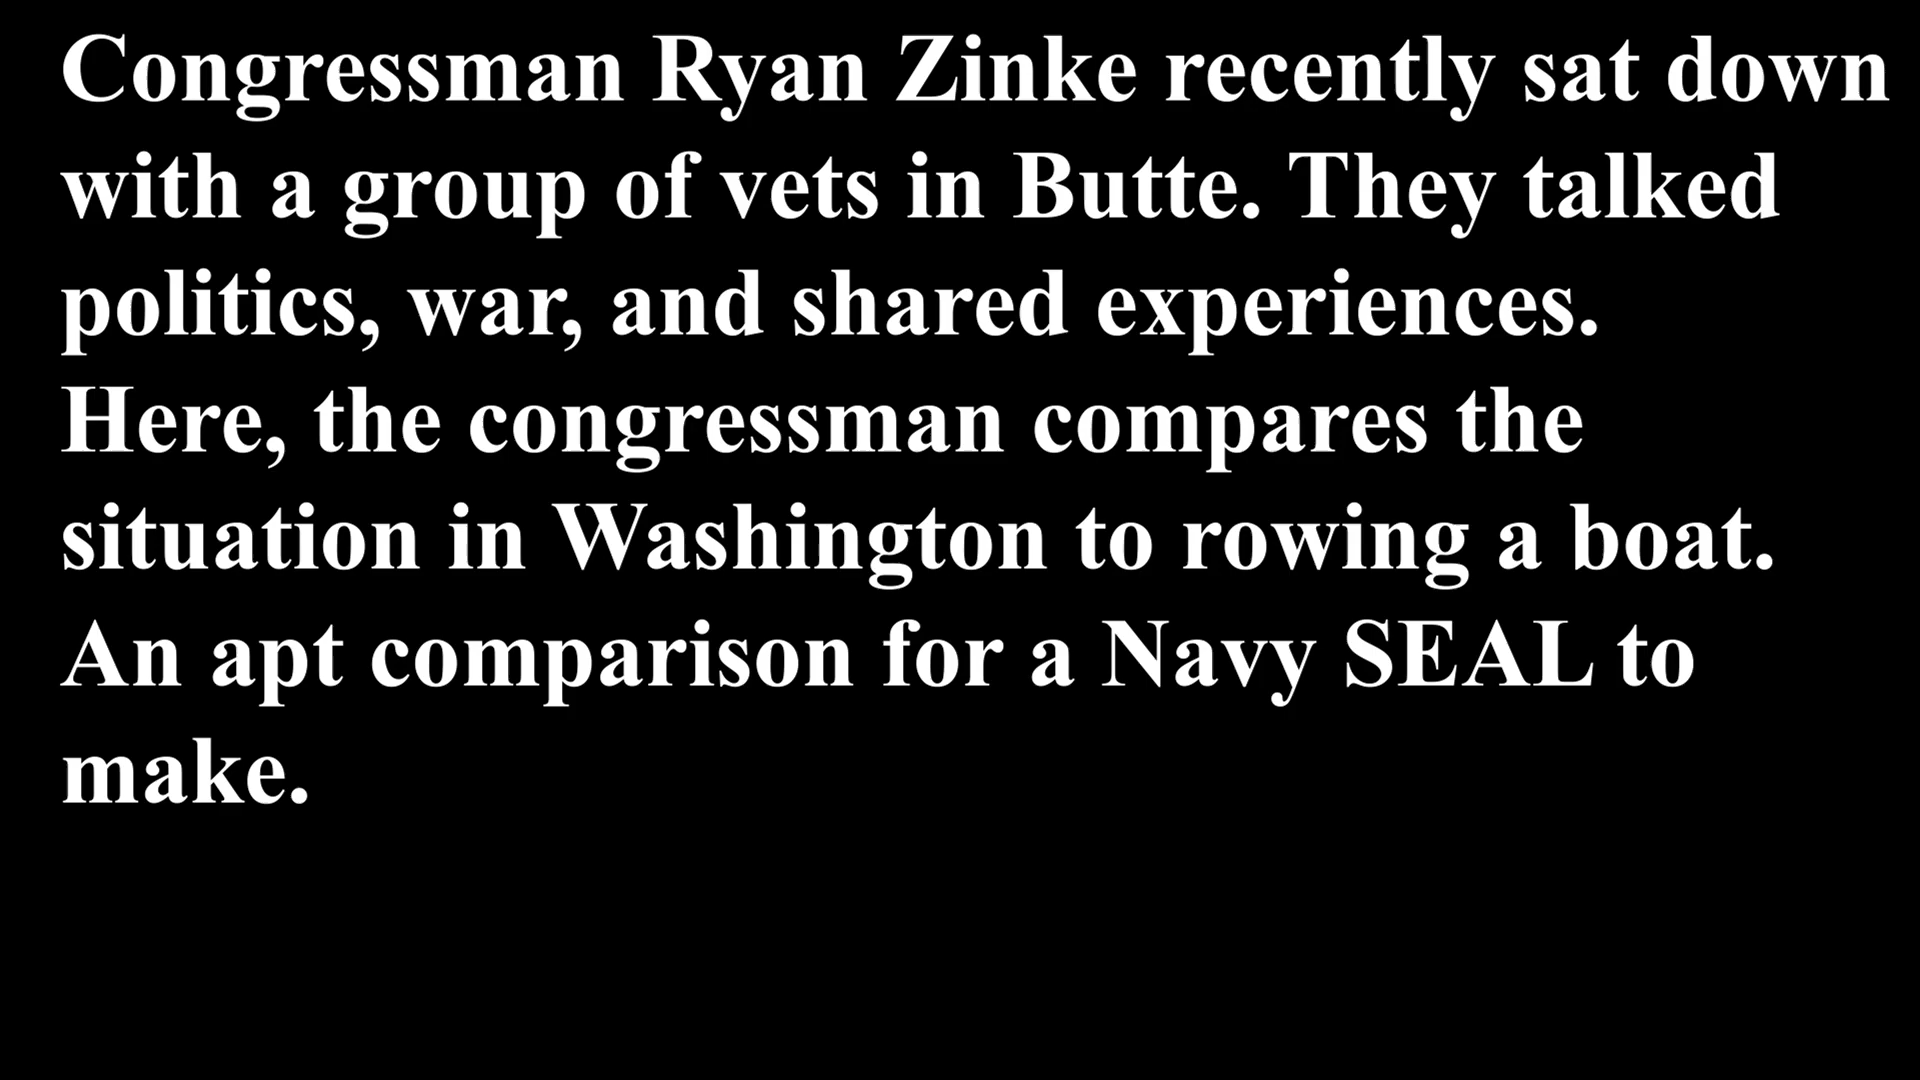 Congressman Ryan Zinke recently sat down
with a group of vets in Butte. They talked
politics, war, and shared experiences.
Here, the congressman compares the
situation in Washington to rowing a boat.
An apt comparison for a Navy SEAL to
make.